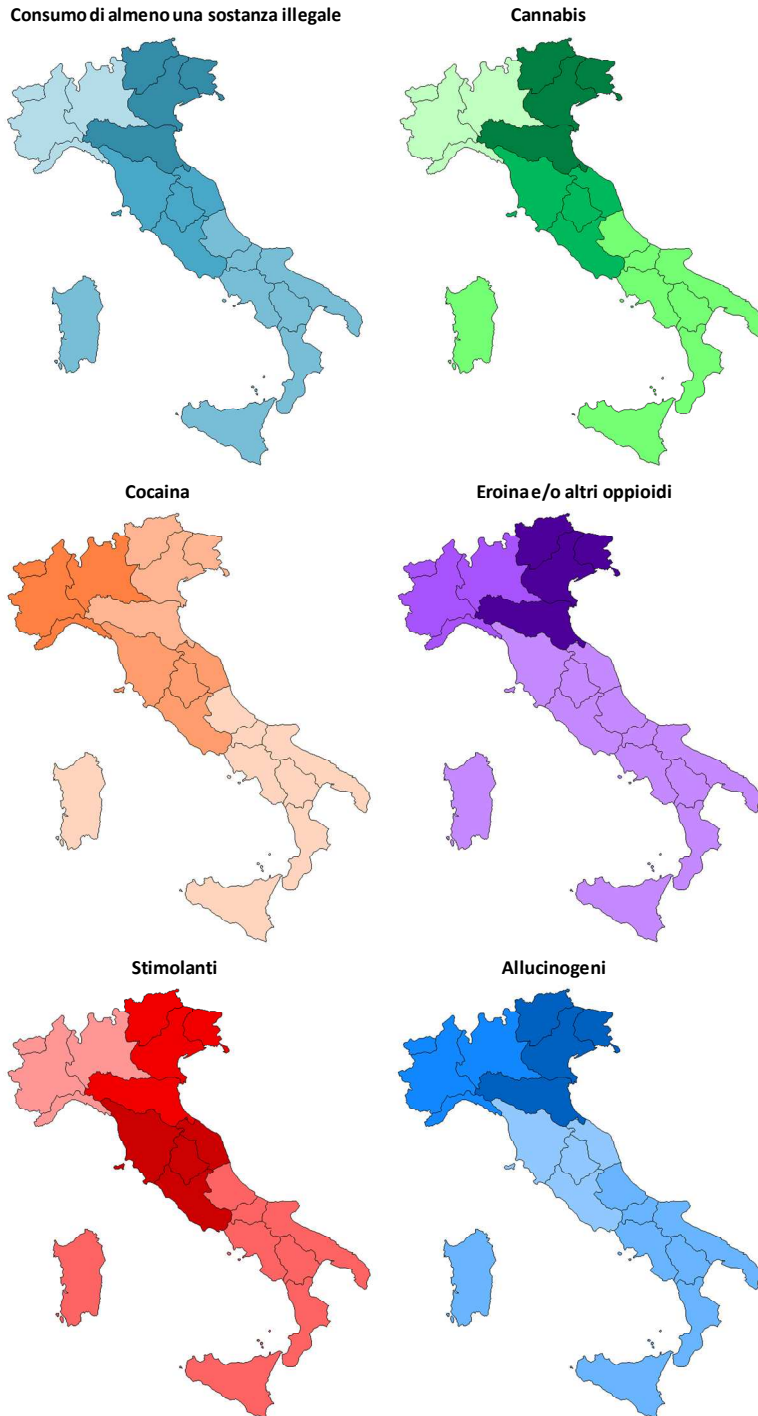 Consumo di almeno una sostanza illegale
Cannabis
Cocaina
Eroina e/o altri oppioidi
Stimolanti
Allucinogeni